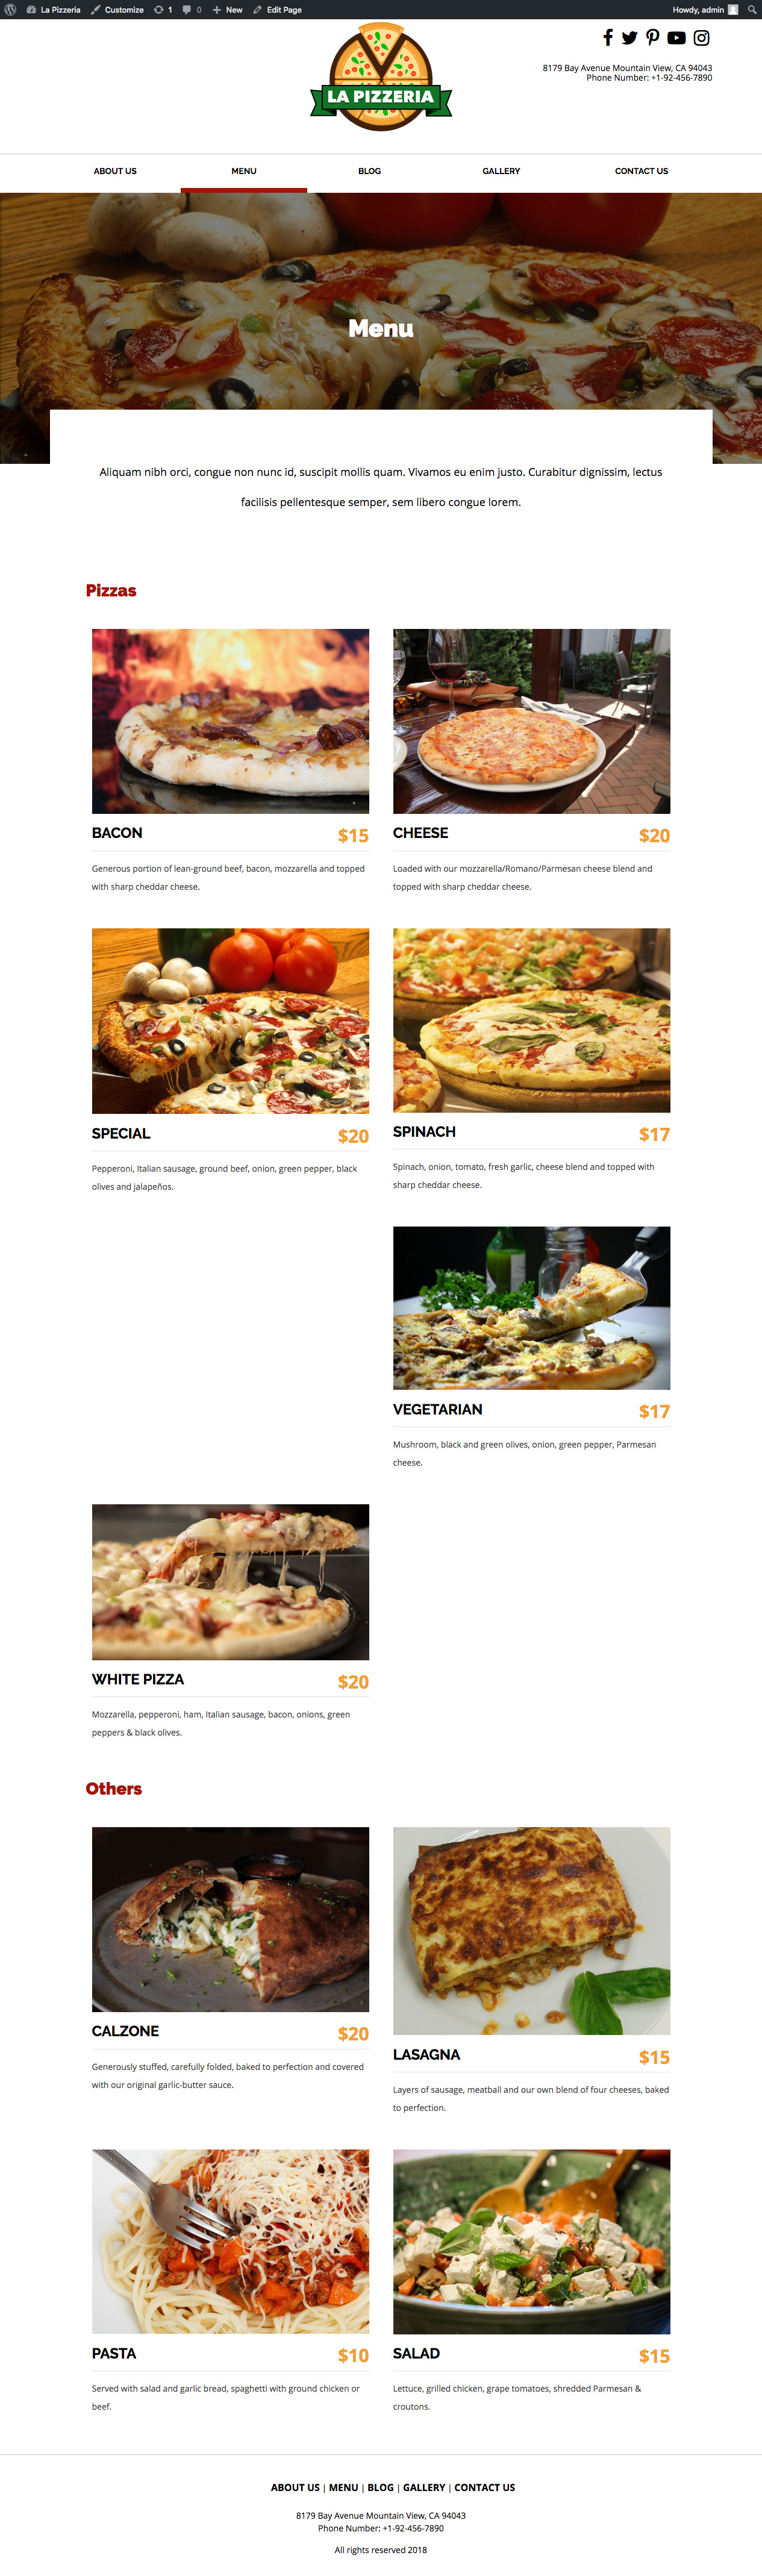 La Pizzeria
Customize
1
0
New
Edit Page
Howdy, admin
LA PIZZERIA
8179 Bay Avenue Mountain View, CA 94043
Phone Number: +1-92-456-7890
ABOUT US
MENU
BLOG
GALLERY
CONTACT US
Menu
Aliquam nibh orci, congue non nunc id, suscipit mollis quam. Vivamus eu enim justo. Curabitur dignissim, lectus
facilisis pellentesque semper, sem libero congue lorem.
Pizzas
BACON
$15
Generous portion of lean-ground beef, bacon, mozzarella and topped
with sharp cheddar cheese.
CHEESE
$20
Loaded with our mozzarella/Romano/Parmesan cheese blend and
topped with sharp cheddar cheese.
SPECIAL
$20
Pepperoni, Italian sausage, ground beef, onion, green pepper, black
olives and jalapeños.
SPINACH
$17
Spinach, onion, tomato, fresh garlic, cheese blend and topped with
sharp cheddar cheese.
VEGETARIAN
$17
Mushroom, black and green olives, onion, green pepper, Parmesan
cheese.
WHITE PIZZA
$20
Mozzarella, pepperoni, ham, Italian sausage, bacon, onions, green
peppers & black olives.
Others
CALZONE
$20
Generously stuffed, carefully folded, baked to perfection and covered
with our original garlic-butter sauce.
LASAGNA
$15
Layers of sausage, meatball and our own blend of four cheeses, baked
to perfection.
PASTA
$10
Served with salad and garlic bread, spaghetti with ground chicken or
beef.
SALAD
$15
Lettuce, grilled chicken, grape tomatoes, shredded Parmesan &
croutons.
ABOUT US | MENU | BLOG | GALLERY | CONTACT US
8179 Bay Avenue Mountain View, CA 94043
Phone Number: +1-92-456-7890
All rights reserved 2018